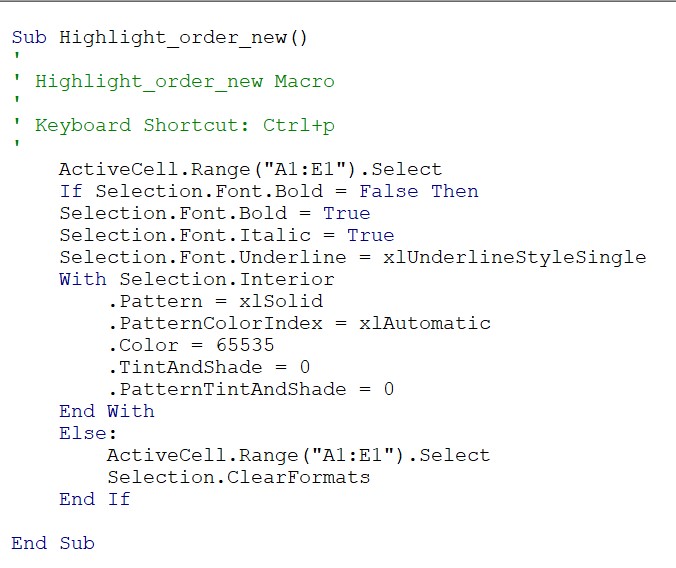 Sub Highlight_order_new()
'
' Highlight_order_new Macro
'
' Keyboard Shortcut: Ctrl+p
'
    ActiveCell.Range("A1:E1").Select
    If Selection.Font.Bold = False Then
    Selection.Font.Bold = True
    Selection.Font.Italic = True
    Selection.Font.Underline = xlUnderlineStyleSingle
    With Selection.Interior
        .Pattern = xlSolid
        .PatternColorIndex = xlAutomatic
        .Color = 65535
        .TintAndShade = 0
        .PatternTintAndShade = 0
    End With
    Else:
        ActiveCell.Range("A1:E1").Select
        Selection.ClearFormats
    End If

End Sub